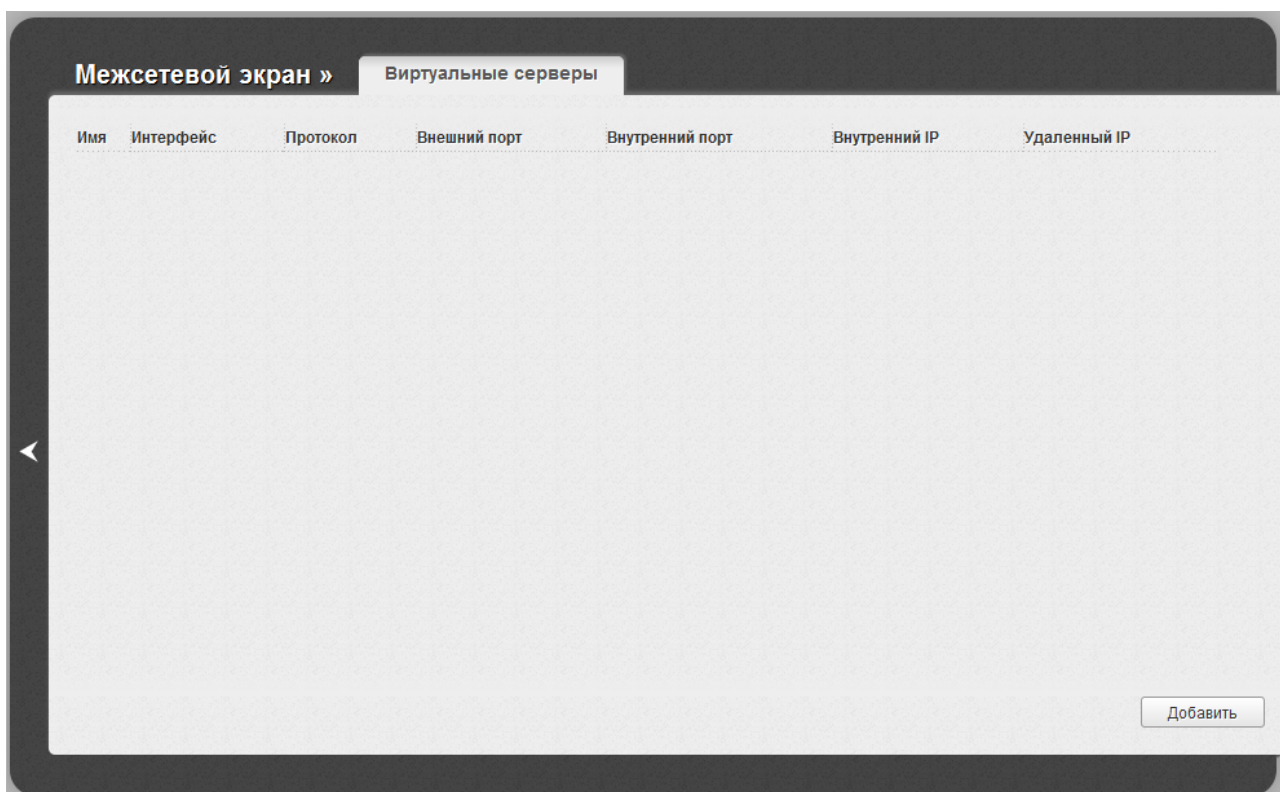 Межсетевой экран » Виртуальные серверы
Имя Интерфейс Протокол Внешний порт Внутренний порт Внутренний IP Удаленный IP
Добавить